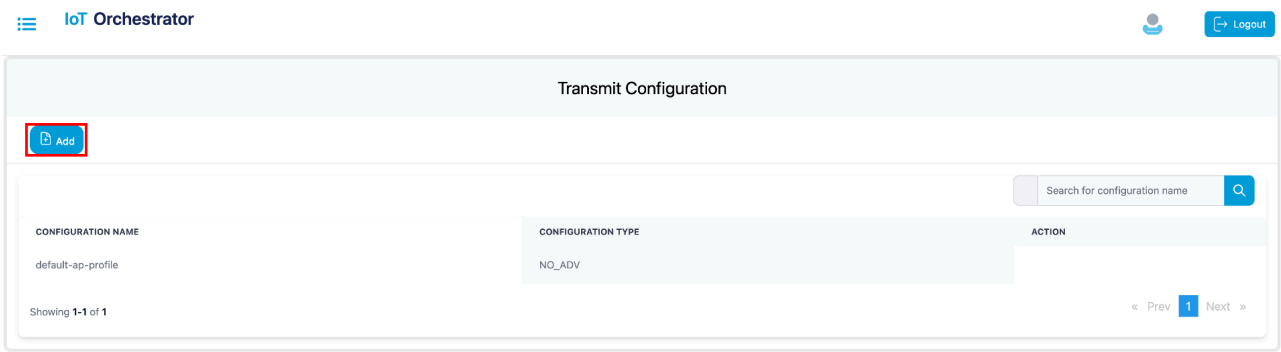 IoT Orchestrator
Logout
Transmit Configuration
Add
Search for configuration name
CONFIGURATION NAME CONFIGURATION TYPE ACTION
default-ap-profile NO_ADV
Showing 1-1 of 1 « Prev 1 Next »